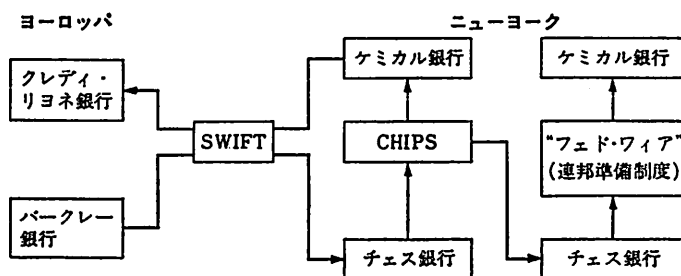 ヨーロッパ
ニューヨーク
クレディ・
リヨネ銀行
SWIFT
バークレー
銀行
ケミカル銀行
CHIPS
チェス銀行
ケミカル銀行
“フェド・ワィア”
(連邦準備制度)
チェス銀行